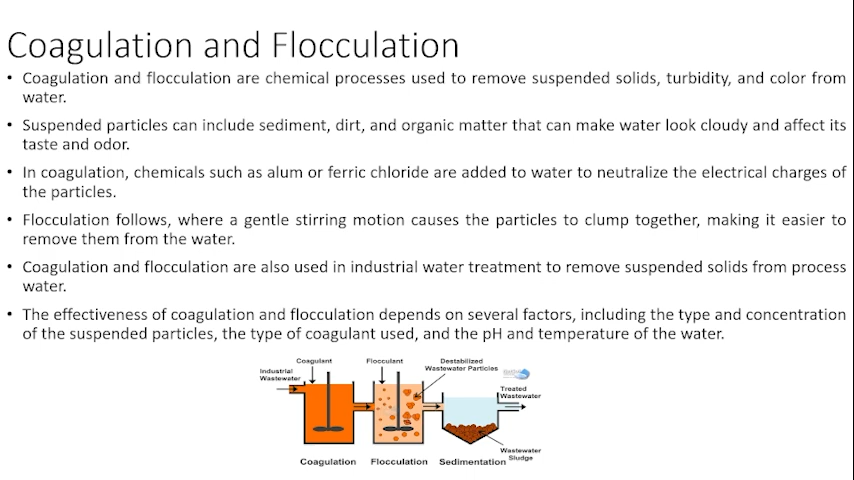 Coagulation and Flocculation
• Coagulation and flocculation are chemical processes used to remove suspended solids, turbidity, and color from
water.
• Suspended particles can include sediment, dirt, and organic matter that can make water look cloudy and affect its
taste and odor.
• In coagulation, chemicals such as alum or ferric chloride are added to water to neutralize the electrical charges of
the particles.
• Flocculation follows, where a gentle stirring motion causes the particles to clump together, making it easier to
remove them from the water.
• Coagulation and flocculation are also used in industrial water treatment to remove suspended solids from process
water.
• The effectiveness of coagulation and flocculation depends on several factors, including the type and concentration
of the suspended particles, the type of coagulant used, and the pH and temperature of the water.
Coagulant
Flocculant
Destabilized
Wastewater Particles
Industrial
Wastewater
Treated
Wastewater
Wastewater
Sludge
Coagulation
Flocculation
Sedimentation